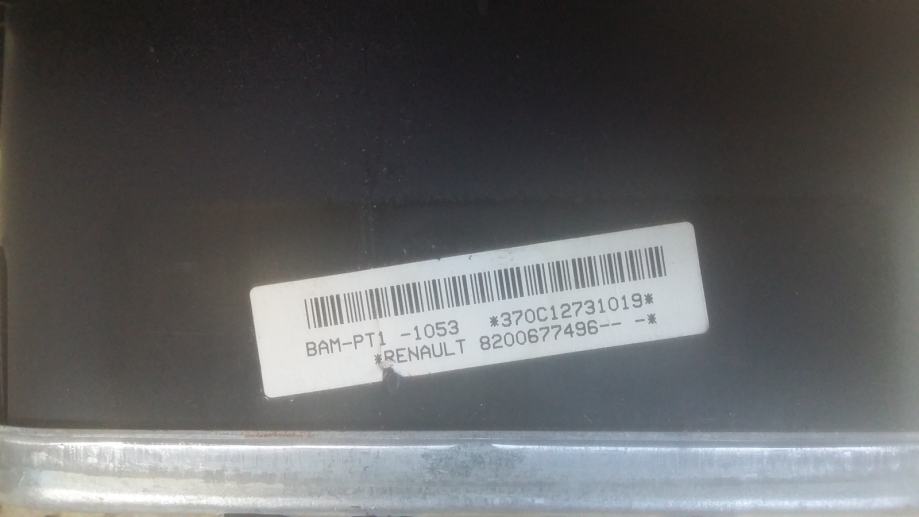 BAM-PT1 -1053 *370C12731019*
*RENAULT 8200677496-- -*